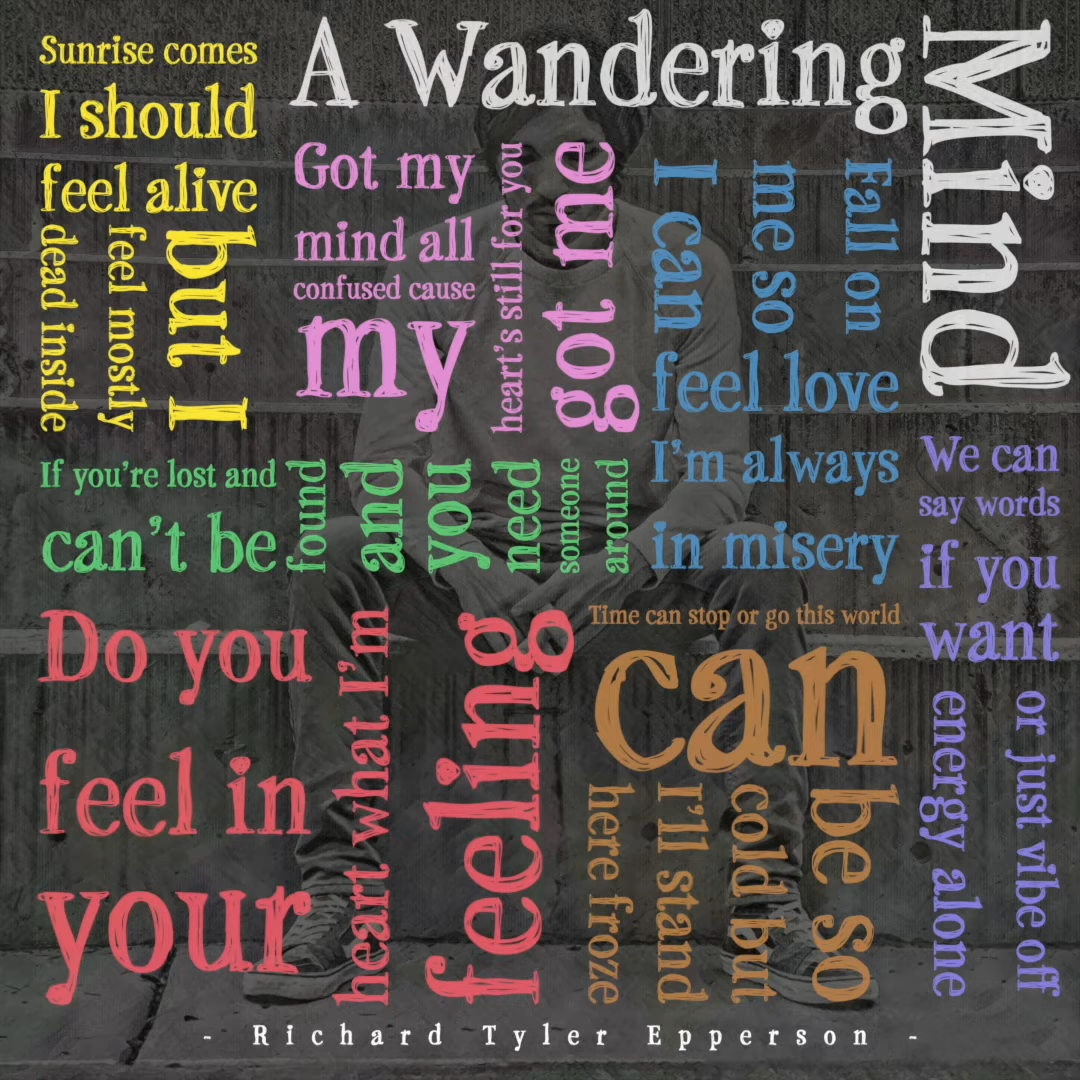 A Wandering
Mind
Sunrise comes
I should
feel alive
but I
feel mostly
dead inside
Got my
mind all
confused cause
my
heart's still for you
got me
Fall on
me so
I can
feel love
I'm always
in misery
If you're lost and
can't be
found
and
you
need
someone
around
We can
say words
if you
want
or just vibe off
energy alone
Do you
feel in
your
heart what I'm
feeling
Time can stop or go this world
can
be so
cold but
I'll stand
here froze
- Richard Tyler Epperson -